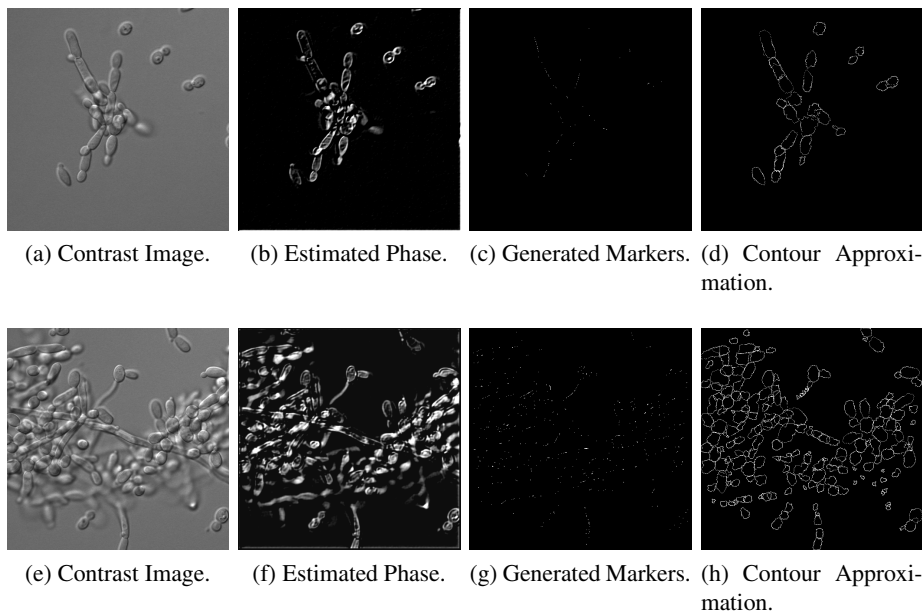 (a) Contrast Image.
(b) Estimated Phase.
(c) Generated Markers.
(d) Contour Approxi-
mation.
(e) Contrast Image.
(f) Estimated Phase.
(g) Generated Markers.
(h) Contour Approxi-
mation.